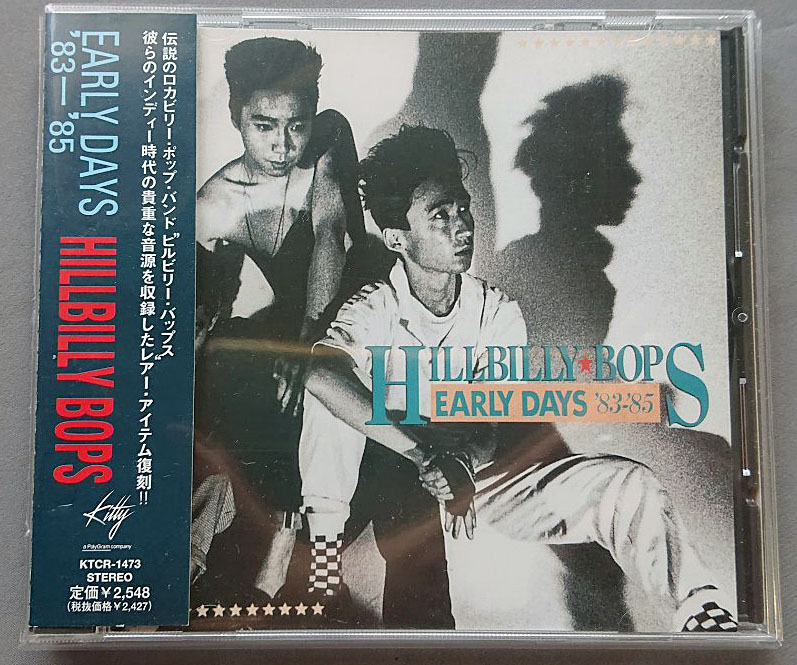 EARLY DAYS HILLBILLY BOPS
'83—'85
伝説のロカビリー・ポップ・バンド"ビルビリー・バップス"
彼らのインディー時代の貴重な音源を収録したレアー・アイテム復刻!!
Kitty
a PolyGram company
KTCR-1473
STEREO
定価¥2,548
(税抜価格¥2,427)
HILLBILLY★BOPS
EARLY DAYS '83-'85